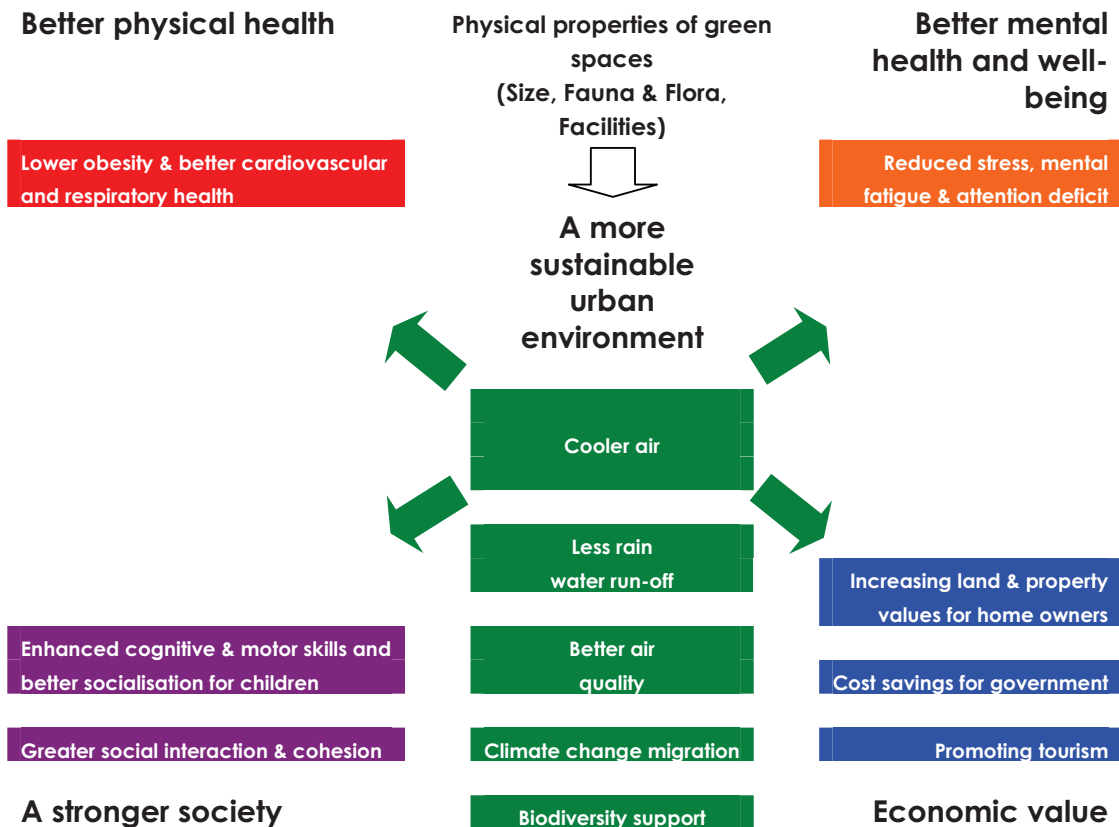 Better physical health
Physical properties of green
spaces
(Size, Fauna & Flora,
Facilities)
Better mental
health and well-
being
Lower obesity & better cardiovascular
and respiratory health
Reduced stress, mental
fatigue & attention deficit
A more
sustainable
urban
environment
Cooler air
Less rain
water run-off
Increasing land & property
values for home owners
Enhanced cognitive & motor skills and
better socialisation for children
Better air
quality
Cost savings for government
Greater social interaction & cohesion
Climate change migration
Promoting tourism
A stronger society
Biodiversity support
Economic value